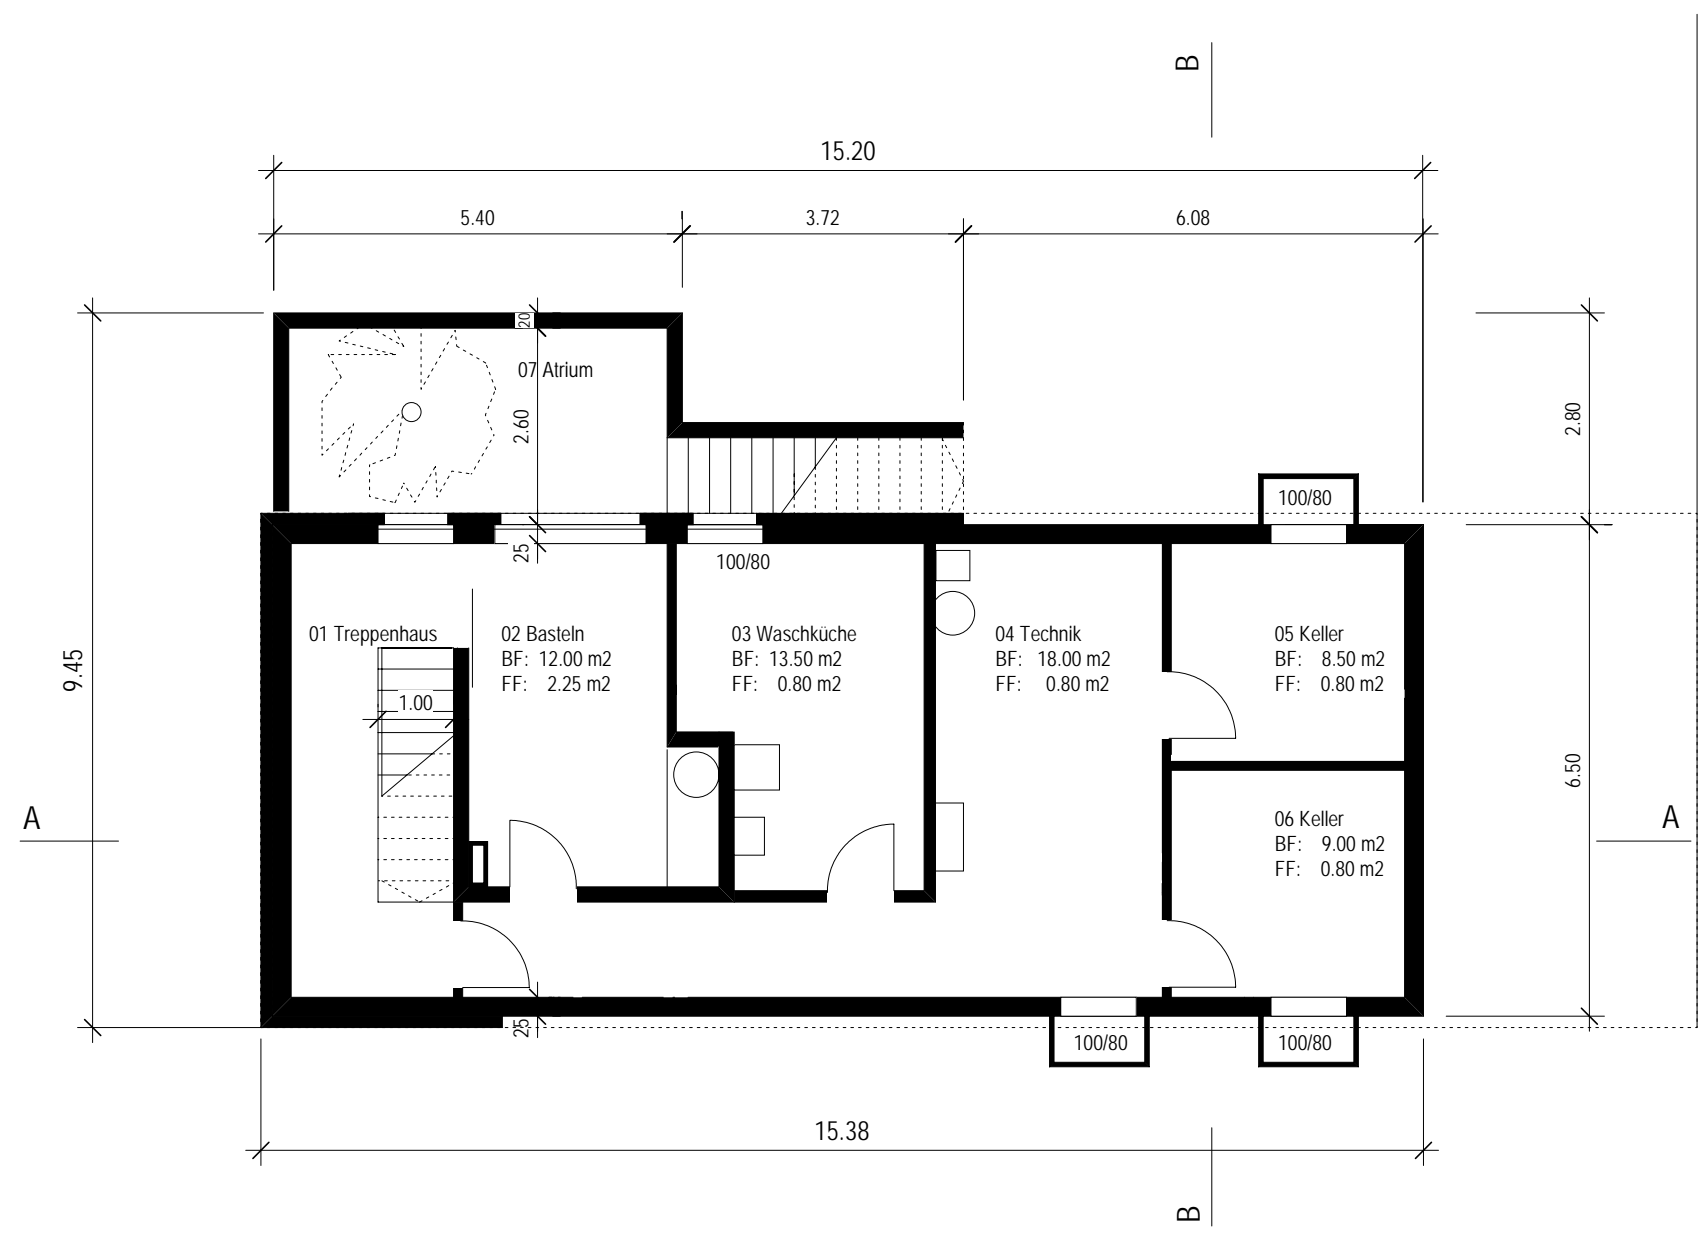 B
15.20
5.40
3.72
6.08
20
07 Atrium
2.60
2.80
100/80
25
100/80
01 Treppenhaus
02 Basteln
BF: 12.00 m2
FF: 2.25 m2
03 Waschküche
BF: 13.50 m2
FF: 0.80 m2
04 Technik
BF: 18.00 m2
FF: 0.80 m2
05 Keller
BF: 8.50 m2
FF: 0.80 m2
9.45
1.00
6.50
A
A
06 Keller
BF: 9.00 m2
FF: 0.80 m2
25
100/80
100/80
15.38
B